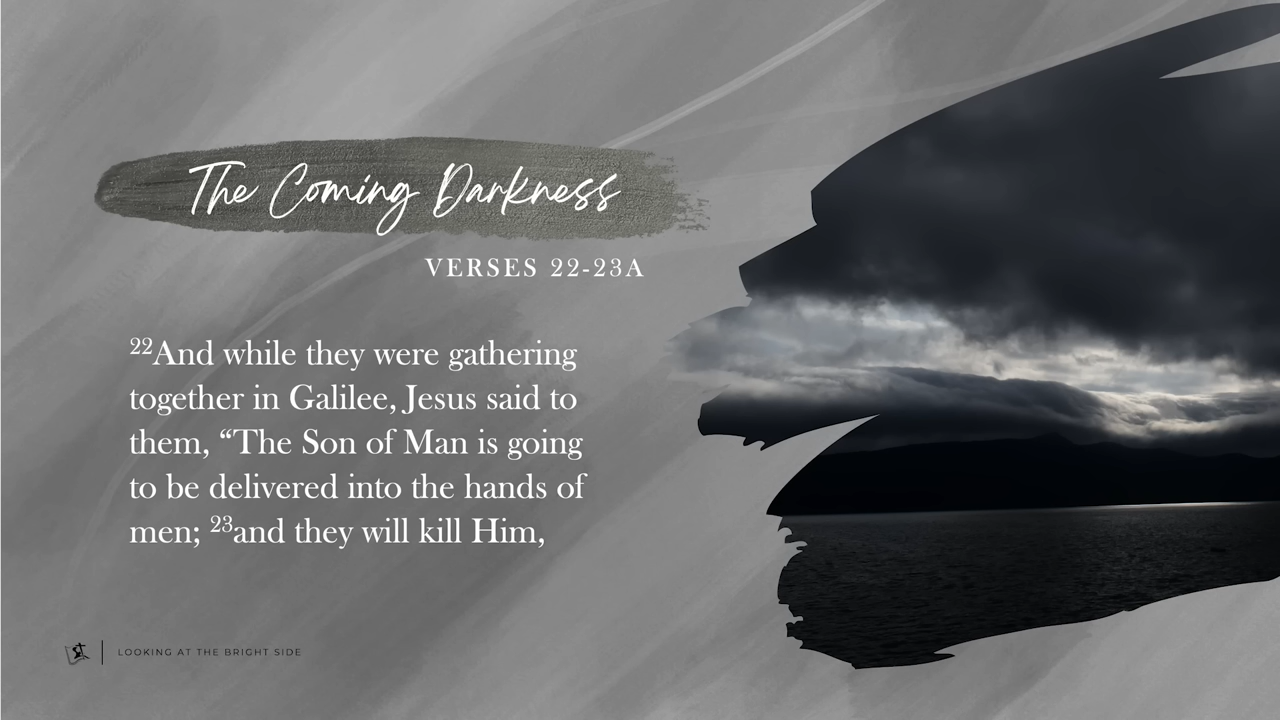 The Coming Darkness
VERSES 22-23A
22And while they were gathering
together in Galilee, Jesus said to
them, “The Son of Man is going
to be delivered into the hands of
men; 23and they will kill Him,
LOOKING AT THE BRIGHT SIDE